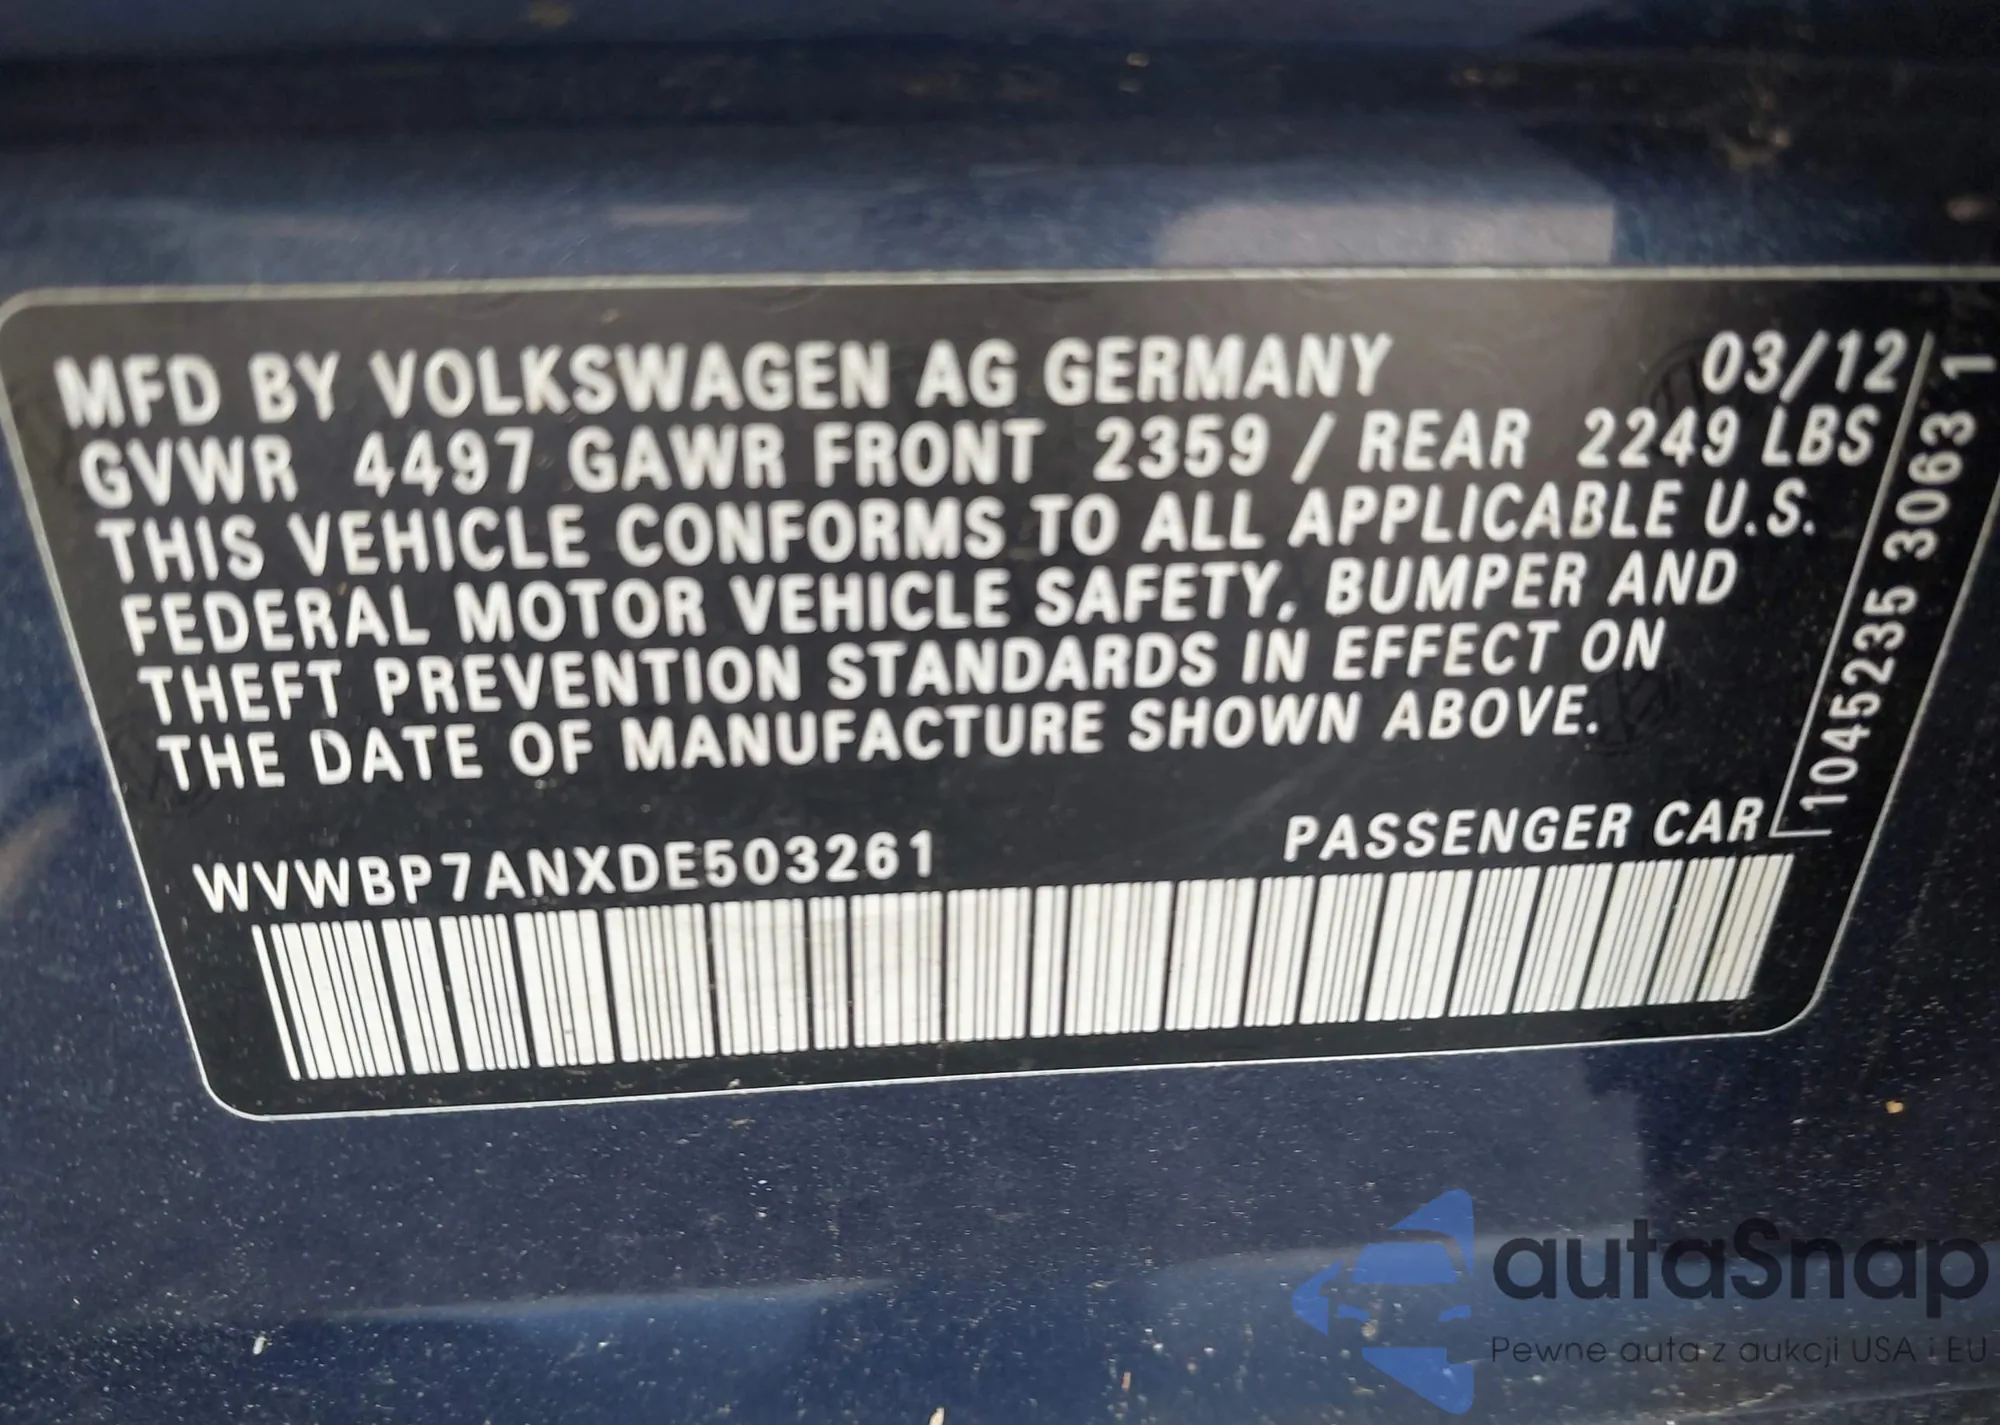 MFD BY VOLKSWAGEN AG GERMANY 03/12
GVWR 4497 GAWR FRONT 2359 / REAR 2249 LBS
THIS VEHICLE CONFORMS TO ALL APPLICABLE U.S.
FEDERAL MOTOR VEHICLE SAFETY, BUMPER AND
THEFT PREVENTION STANDARDS IN EFFECT ON
THE DATE OF MANUFACTURE SHOWN ABOVE.
WVWBP7ANXDE503261 PASSENGER CAR
1045235 3063 1
autaSnap
Pewne auta z aukcji USA i EU